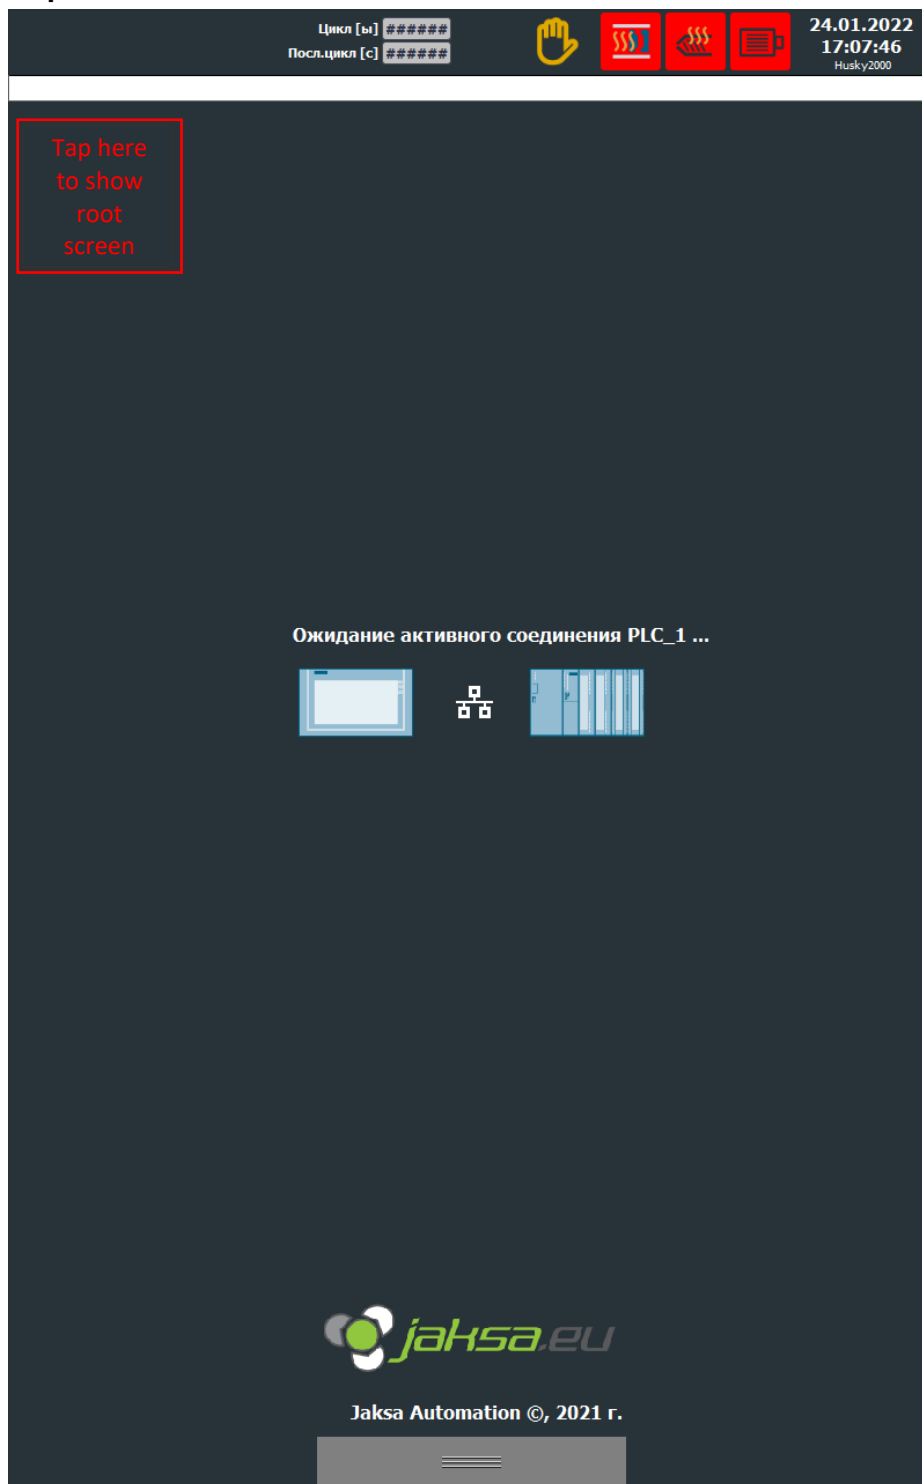 Цикл [ы] ######
Посл.цикл [с] ######
24.01.2022
17:07:46
Husky2000
Tap here
to show
root
screen
Ожидание активного соединения PLC_1 ...
jaksa.eu
Jaksa Automation ©, 2021 г.